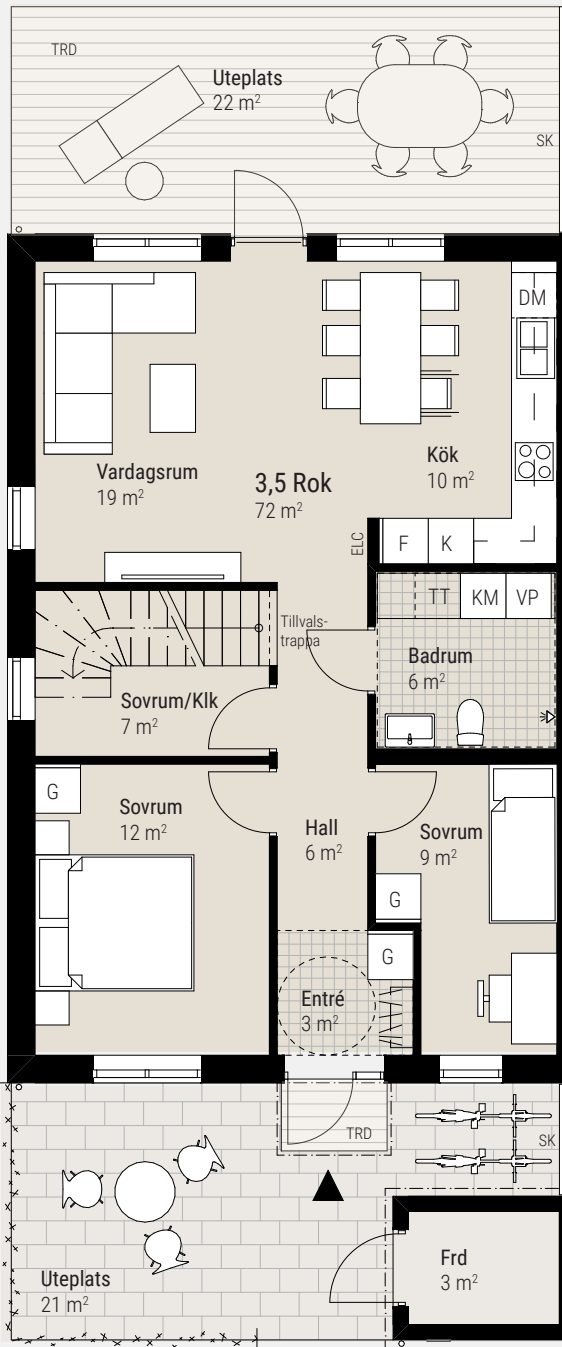 TRD
Uteplats
22 m²
SK
DM
Vardagsrum
19 m²
3,5 Rok
72 m²
Kök
10 m²
ELC
F
K
TT
KM
VP
Tillvals-
trappa
Badrum
6 m²
Sovrum/Klk
7 m²
G
Sovrum
12 m²
Hall
6 m²
Sovrum
9 m²
G
G
Entré
3 m²
TRD
SK
Uteplats
21 m²
Frd
3 m²